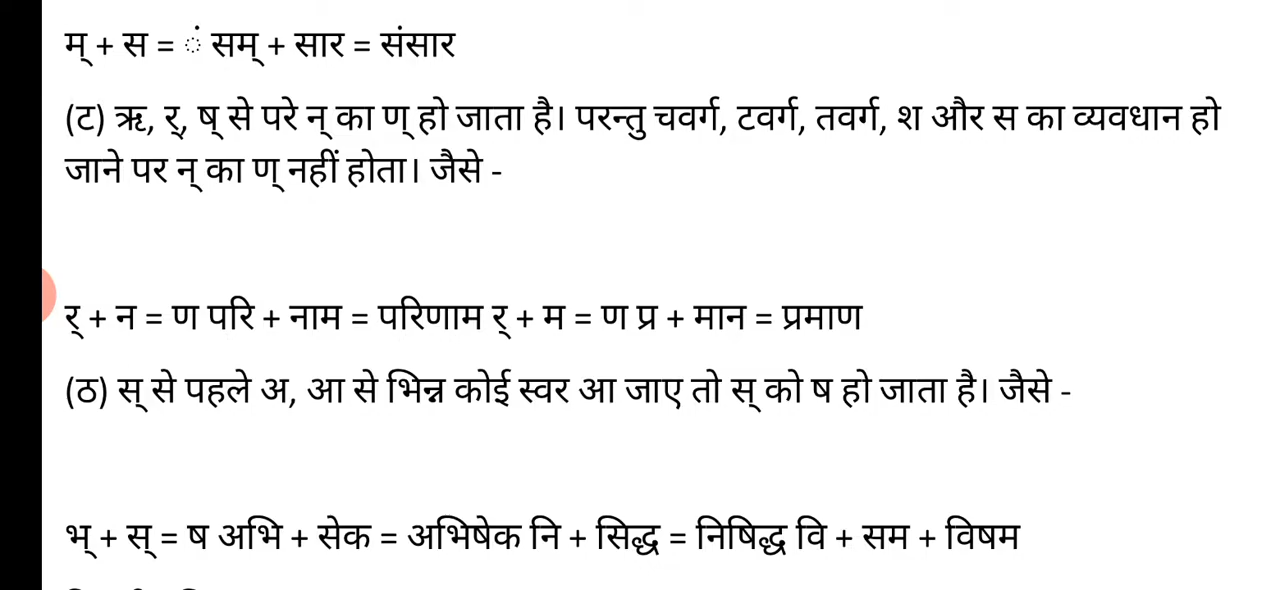 म् + स = ं सम् + सार = संसार
(ट) ऋ, र्, ष् से परे न् का ण् हो जाता है। परन्तु चवर्ग, टवर्ग, तवर्ग, श और स का व्यवधान हो
जाने पर न् का ण् नहीं होता। जैसे -
र् + न = ण परि + नाम = परिणाम र् + म = ण प्र + मान = प्रमाण
(ठ) स् से पहले अ, आ से भिन्न कोई स्वर आ जाए तो स् को ष हो जाता है। जैसे -
भ् + स् = ष अभि + सेक = अभिषेक नि + सिद्ध = निषिद्ध वि + सम + विषम